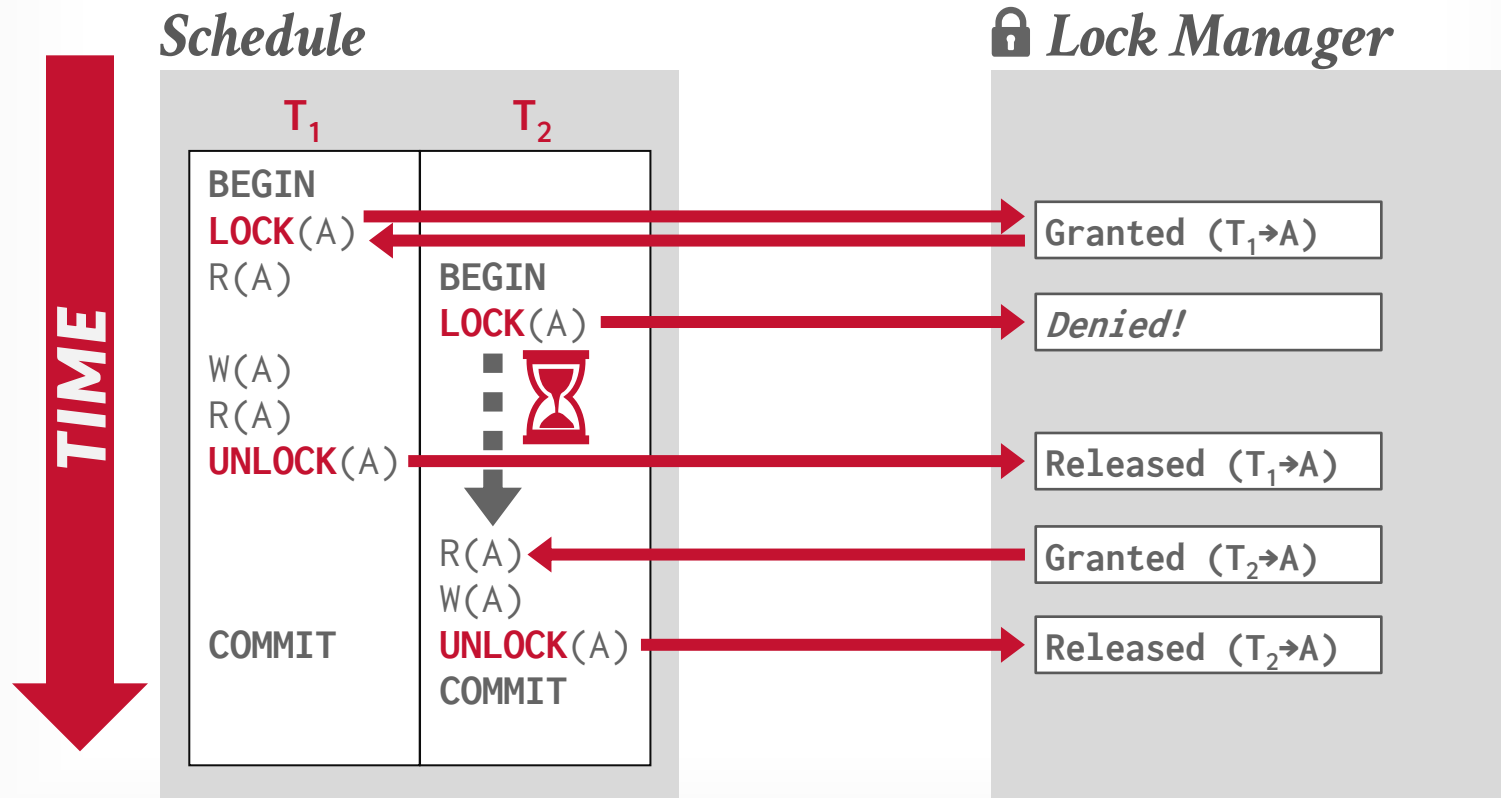 Schedule
Lock Manager
TIME
T₁ T₂
BEGIN
LOCK(A)
R(A)
W(A)
R(A)
UNLOCK(A)
COMMIT
BEGIN
LOCK(A)
R(A)
W(A)
UNLOCK(A)
COMMIT
Granted (T₁→A)
Denied!
Released (T₁→A)
Granted (T₂→A)
Released (T₂→A)